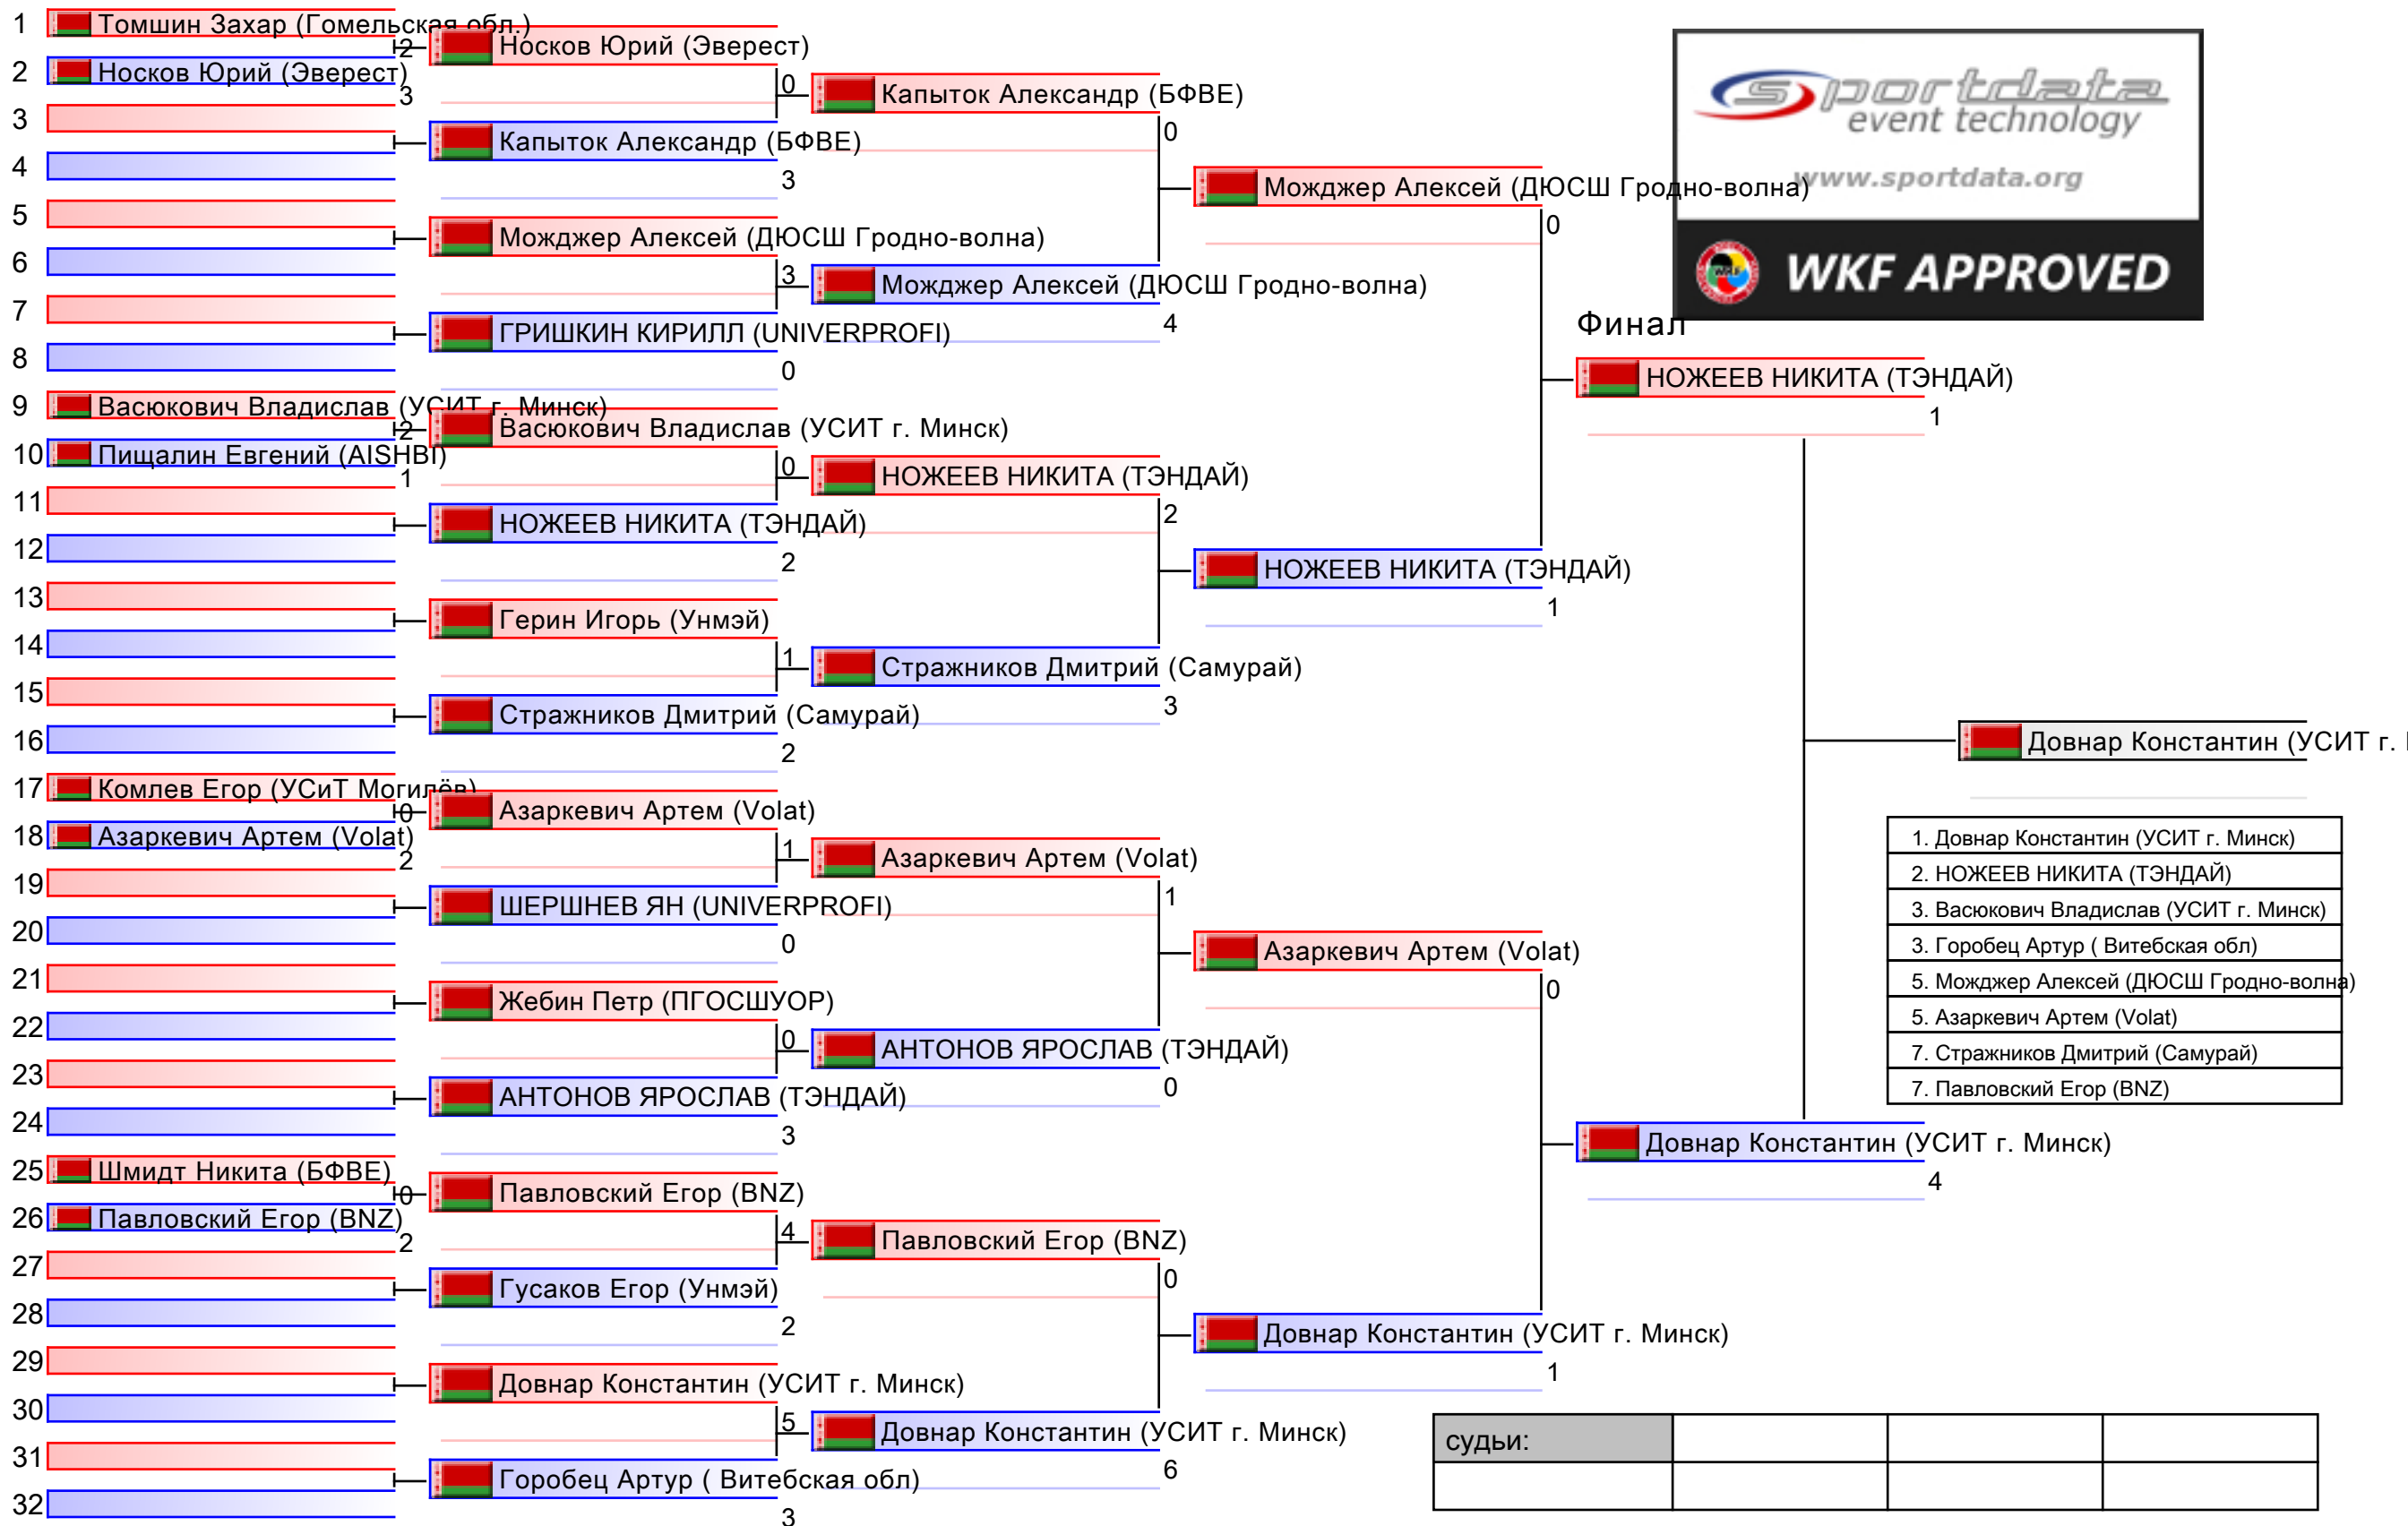 1 Томшин Захар (Гомельская обл.)
2
2 Носков Юрий (Эверест)
3
3
4
5
6
7
8
9 Васюкович Владислав (УСИТ г. Минск)
2
10 Пищалин Евгений (AISHBI)
1
11
12
13
14
15
16
17 Комлев Егор (УСиТ Могилёв)
0
18 Азаркевич Артем (Volat)
2
19
20
21
22
23
24
25 Шмидт Никита (БФВЕ)
0
26 Павловский Егор (BNZ)
2
27
28
29
30
31
32
Носков Юрий (Эверест)
0
Капыток Александр (БФВЕ)
3
Можджер Алексей (ДЮСШ Гродно-волна)
3
ГРИШКИН КИРИЛЛ (UNIVERPROFI)
0
Васюкович Владислав (УСИТ г. Минск)
0
НОЖЕЕВ НИКИТА (ТЭНДАЙ)
2
Герин Игорь (Унмэй)
1
Стражников Дмитрий (Самурай)
2
Азаркевич Артем (Volat)
1
ШЕРШНЕВ ЯН (UNIVERPROFI)
0
Жебин Петр (ПГОСШУОР)
0
АНТОНОВ ЯРОСЛАВ (ТЭНДАЙ)
3
Павловский Егор (BNZ)
4
Гусаков Егор (Унмэй)
2
Довнар Константин (УСИТ г. Минск)
5
Горобец Артур ( Витебская обл)
3
Капыток Александр (БФВЕ)
0
Можджер Алексей (ДЮСШ Гродно-волна)
4
НОЖЕЕВ НИКИТА (ТЭНДАЙ)
2
Стражников Дмитрий (Самурай)
3
Азаркевич Артем (Volat)
1
АНТОНОВ ЯРОСЛАВ (ТЭНДАЙ)
0
Павловский Егор (BNZ)
0
Довнар Константин (УСИТ г. Минск)
6
Можджер Алексей (ДЮСШ Гродно-волна)
0
НОЖЕЕВ НИКИТА (ТЭНДАЙ)
1
Азаркевич Артем (Volat)
0
Довнар Константин (УСИТ г. Минск)
1
sportdata
event technology
www.sportdata.org
WKF
WKF APPROVED
Финал
НОЖЕЕВ НИКИТА (ТЭНДАЙ)
1
Довнар Константин (УСИТ г. Минск)
4
Довнар Константин (УСИТ г.
1. Довнар Константин (УСИТ г. Минск)
2. НОЖЕЕВ НИКИТА (ТЭНДАЙ)
3. Васюкович Владислав (УСИТ г. Минск)
3. Горобец Артур ( Витебская обл)
5. Можджер Алексей (ДЮСШ Гродно-волна)
5. Азаркевич Артем (Volat)
7. Стражников Дмитрий (Самурай)
7. Павловский Егор (BNZ)
судьи: